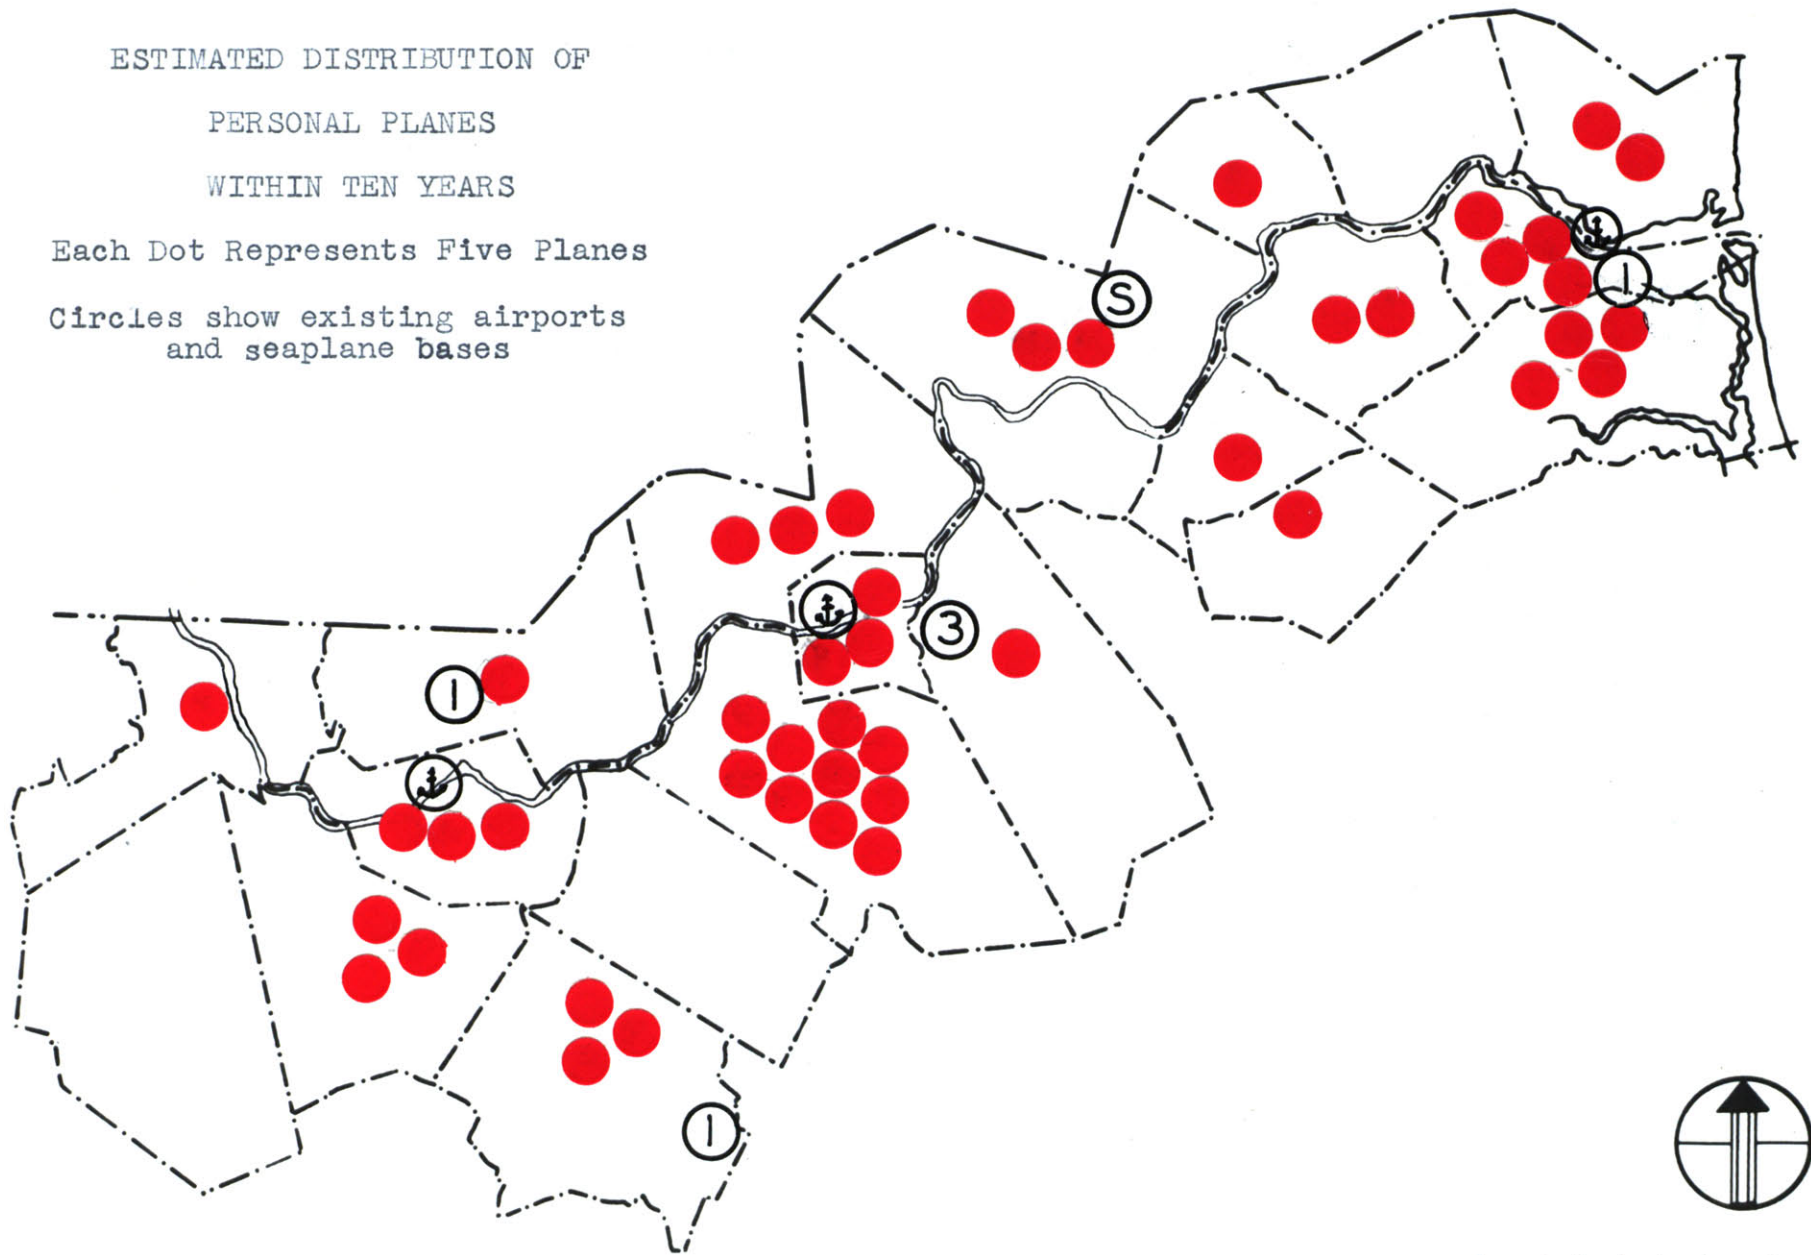 ESTIMATED DISTRIBUTION OF
PERSONAL PLANES
WITHIN TEN YEARS
Each Dot Represents Five Planes
Circles show existing airports
and seaplane bases
S
1
3
1
1